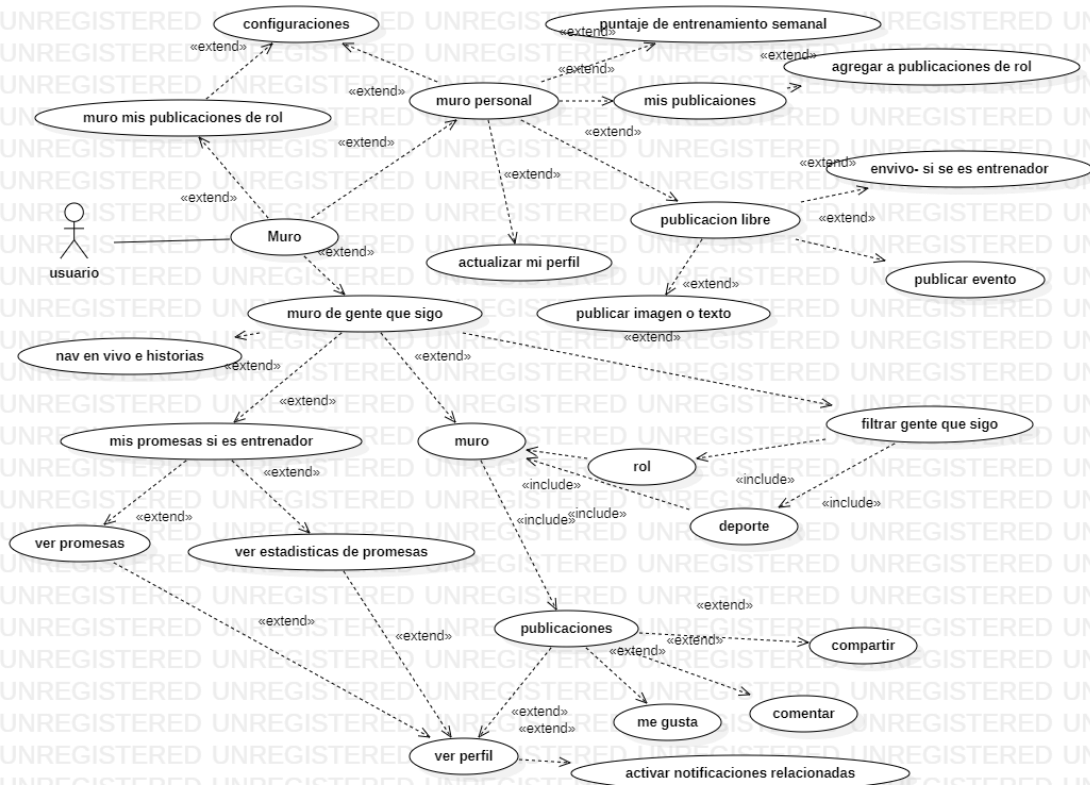 configuraciones
puntaje de entrenamiento semanal
«extend»
«extend»
«extend»
«extend»
agregar a publicaciones de rol
muro personal
mis publicaiones
«extend»
muro mis publicaciones de rol
«extend»
«extend»
«extend»
envivo- si se es entrenador
«extend»
«extend»
publicacion libre
«extend»
usuario
Muro
«extend»
actualizar mi perfil
publicar evento
«extend»
muro de gente que sigo
publicar imagen o texto
«extend»
nav en vivo e historias
«extend»
«extend»
«extend»
filtrar gente que sigo
mis promesas si es entrenador
muro
rol
«extend»
«include»
«include»
«include»
«extend»
«include»
«include»
deporte
ver promesas
ver estadisticas de promesas
«extend»
«extend»
publicaciones
«extend»
«extend»
«extend»
compartir
«extend»
«extend»
me gusta
comentar
ver perfil
activar notificaciones relacionadas
UNREGISTERED